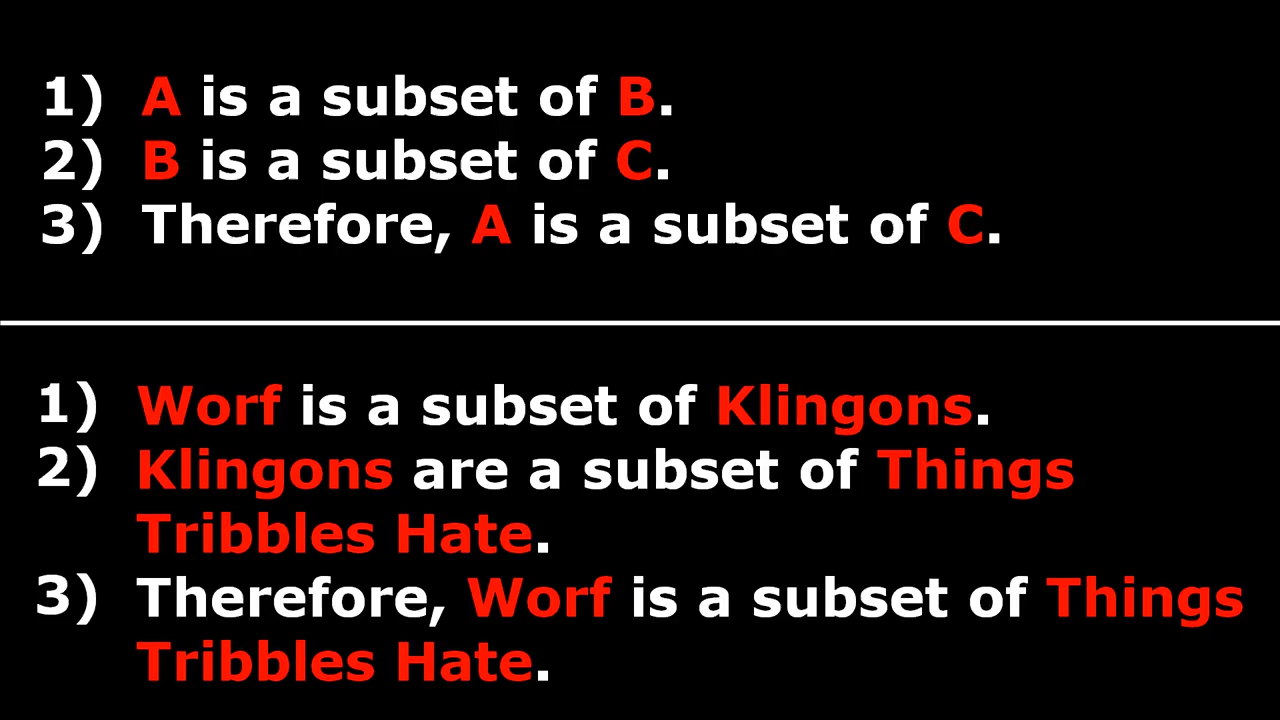 1) A is a subset of B.
2) B is a subset of C.
3) Therefore, A is a subset of C.
1) Worf is a subset of Klingons.
2) Klingons are a subset of Things
Tribbles Hate.
3) Therefore, Worf is a subset of Things
Tribbles Hate.